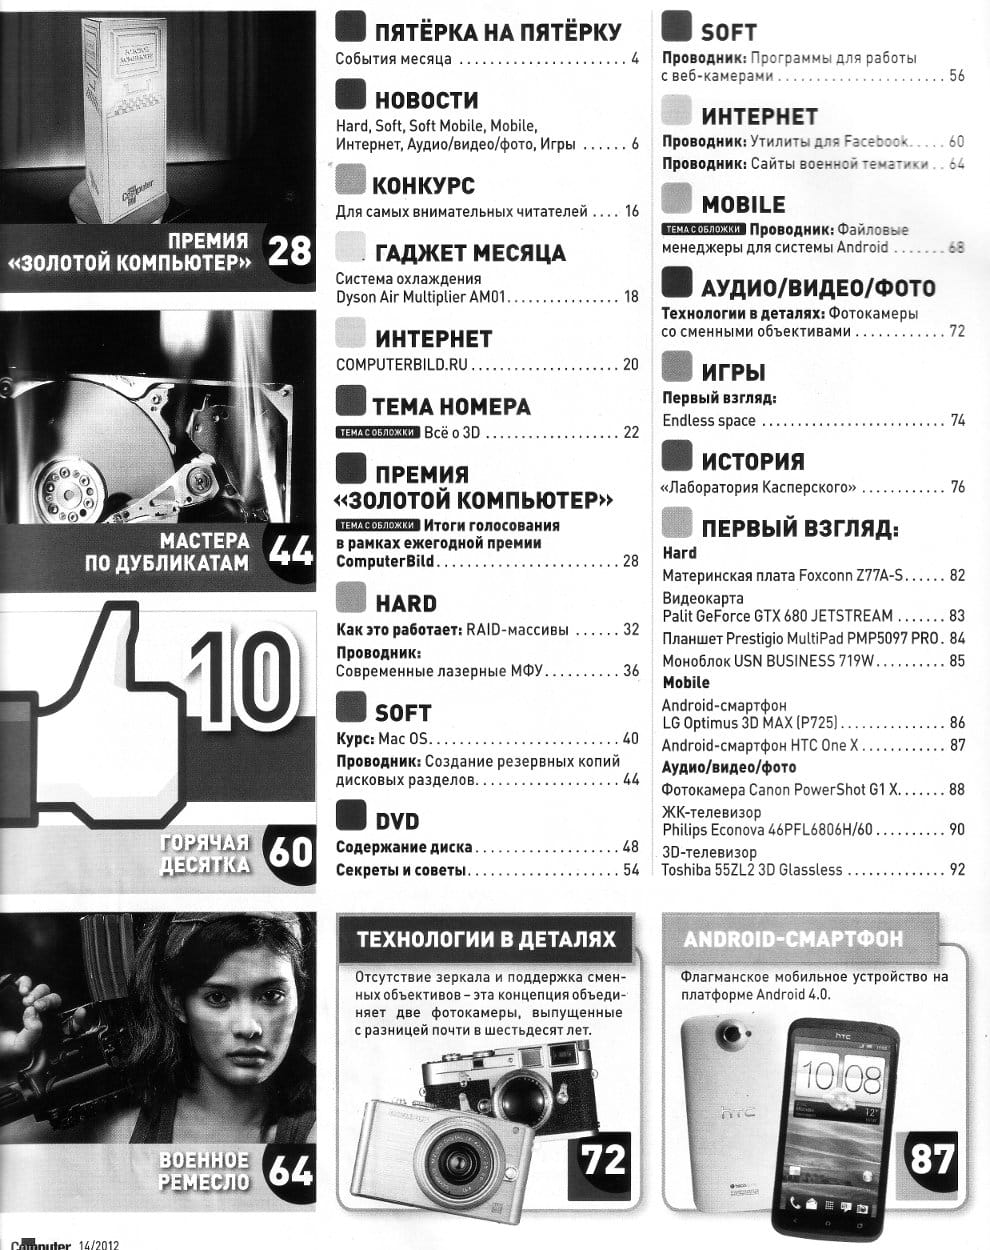 ПРЕМИЯ
«ЗОЛОТОЙ КОМПЬЮТЕР» 28
МАСТЕРА
ПО ДУБЛИКАТАМ 44
10
ГОРЯЧАЯ
ДЕСЯТКА 60
ВОЕННОЕ
РЕМЕСЛО 64
Computer 14/2012
ПЯТЁРКА НА ПЯТЁРКУ
События месяца .................... 4
НОВОСТИ
Hard, Soft, Soft Mobile, Mobile,
Интернет, Аудио/видео/фото, Игры ...... 6
КОНКУРС
Для самых внимательных читателей .... 16
ГАДЖЕТ МЕСЯЦА
Система охлаждения
Dyson Air Multiplier AM01.............. 18
ИНТЕРНЕТ
COMPUTERBILD.RU.................. 20
ТЕМА НОМЕРА
ТЕМА С ОБЛОЖКИ Всё о 3D ................ 22
ПРЕМИЯ
«ЗОЛОТОЙ КОМПЬЮТЕР»
ТЕМА С ОБЛОЖКИ Итоги голосования
в рамках ежегодной премии
ComputerBild................... 28
HARD
Как это работает: RAID-массивы ...... 32
Проводник:
Современные лазерные МФУ.......... 36
SOFT
Курс: Mac OS....................... 40
Проводник: Создание резервных копий
дисковых разделов................. 44
DVD
Содержание диска................. 48
Секреты и советы.................. 54
SOFT
Проводник: Программы для работы
с веб-камерами .................... 56
ИНТЕРНЕТ
Проводник: Утилиты для Facebook..... 60
Проводник: Сайты военной тематики .. 64
MOBILE
ТЕМА С ОБЛОЖКИ Проводник: Файловые
менеджеры для системы Android ....... 68
АУДИО/ВИДЕО/ФОТО
Технологии в деталях: Фотокамеры
со сменными объективами ........... 72
ИГРЫ
Первый взгляд:
Endless space ...................... 74
ИСТОРИЯ
«Лаборатория Касперского» .......... 76
ПЕРВЫЙ ВЗГЛЯД:
Hard
Материнская плата Foxconn Z77A-S...... 82
Видеокарта
Palit GeForce GTX 680 JETSTREAM ...... 83
Планшет Prestigio MultiPad PMP5097 PRO. 84
Моноблок USN BUSINESS 719W......... 85
Mobile
Android-смартфон
LG Optimus 3D MAX (P725)............. 86
Android-смартфон HTC One X .......... 87
Аудио/видео/фото
Фотокамера Canon PowerShot G1 X...... 88
ЖК-телевизор
Philips Econova 46PFL6806H/60......... 90
3D-телевизор
Toshiba 55ZL2 3D Glassless ............ 92
ТЕХНОЛОГИИ В ДЕТАЛЯХ
Отсутствие зеркала и поддержка смен-
ных объективов – эта концепция объеди-
няет две фотокамеры, выпущенные
с разницей почти в шестьдесят лет.
72
ANDROID-СМАРТФОН
Флагманское мобильное устройство на
платформе Android 4.0.
hTC
hTC
10 08
12°
87